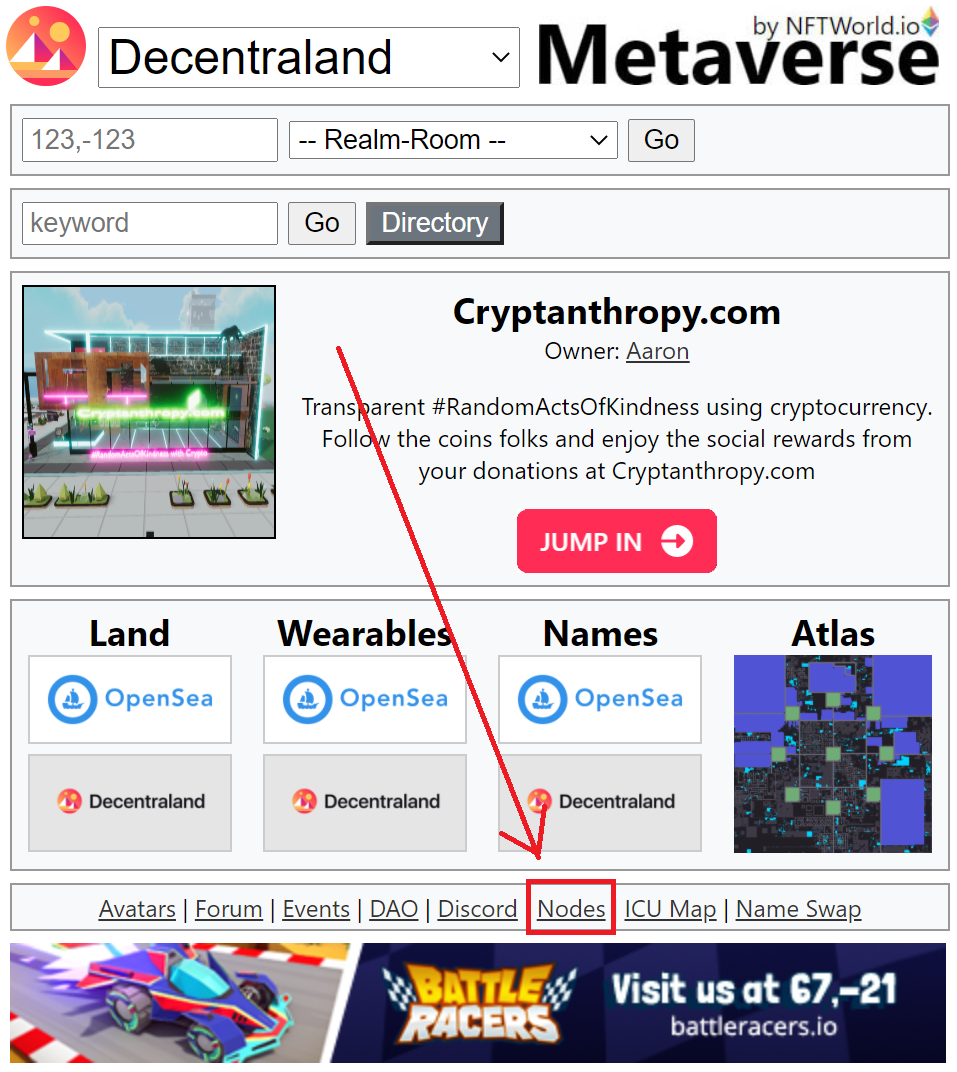 Decentraland
by NFTWorld.io
Metaverse
123,-123
-- Realm-Room --
Go
keyword
Go
Directory
Cryptanthropy.com
#RandomActsOfKindness with Crypto
Cryptanthropy.com
Owner: Aaron
Transparent #RandomActsOfKindness using cryptocurrency.
Follow the coins folks and enjoy the social rewards from
your donations at Cryptanthropy.com
JUMP IN
Land
Wearables
Names
Atlas
OpenSea
OpenSea
OpenSea
Decentraland
Decentraland
Decentraland
Avatars | Forum | Events | DAO | Discord Nodes ICU Map | Name Swap
BATTLE
RACERS
Visit us at 67,-21
battleracers.io